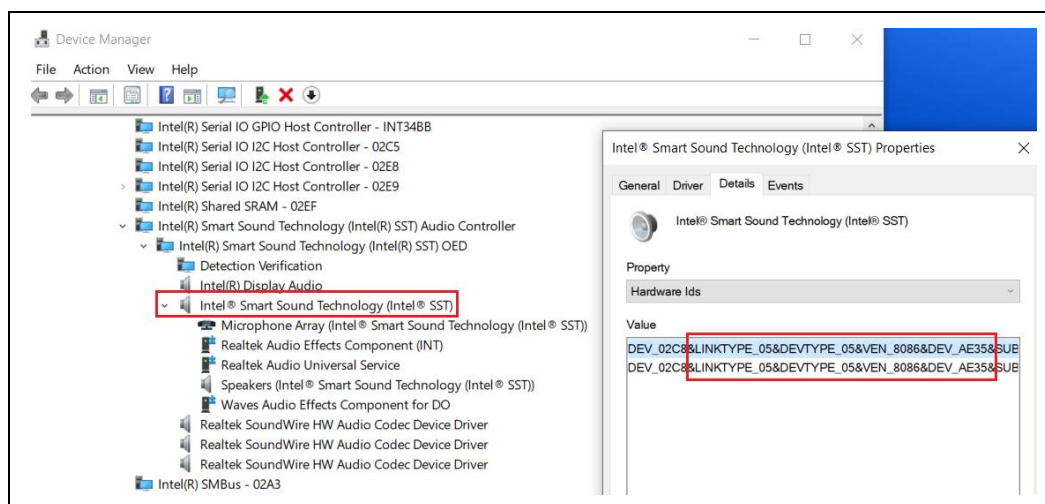 Device Manager
File Action View Help
Intel(R) Serial IO GPIO Host Controller - INT34BB
Intel(R) Serial IO I2C Host Controller - 02C5
Intel(R) Serial IO I2C Host Controller - 02E8
Intel(R) Serial IO I2C Host Controller - 02E9
Intel(R) Shared SRAM - 02EF
Intel(R) Smart Sound Technology (Intel(R) SST) Audio Controller
Intel(R) Smart Sound Technology (Intel(R) SST) OED
Detection Verification
Intel(R) Display Audio
Intel® Smart Sound Technology (Intel® SST)
Microphone Array (Intel® Smart Sound Technology (Intel® SST))
Realtek Audio Effects Component (INT)
Realtek Audio Universal Service
Speakers (Intel® Smart Sound Technology (Intel® SST))
Waves Audio Effects Component for DO
Realtek SoundWire HW Audio Codec Device Driver
Realtek SoundWire HW Audio Codec Device Driver
Realtek SoundWire HW Audio Codec Device Driver
Intel(R) SMBus - 02A3
Intel® Smart Sound Technology (Intel® SST) Properties
General Driver Details Events
Intel® Smart Sound Technology (Intel® SST)
Property
Hardware Ids
Value
DEV_02C8&LINKTYPE_05&DEVTYPE_05&VEN_8086&DEV_AE35&SUB
DEV_02C8&LINKTYPE_05&DEVTYPE_05&VEN_8086&DEV_AE35&SUB